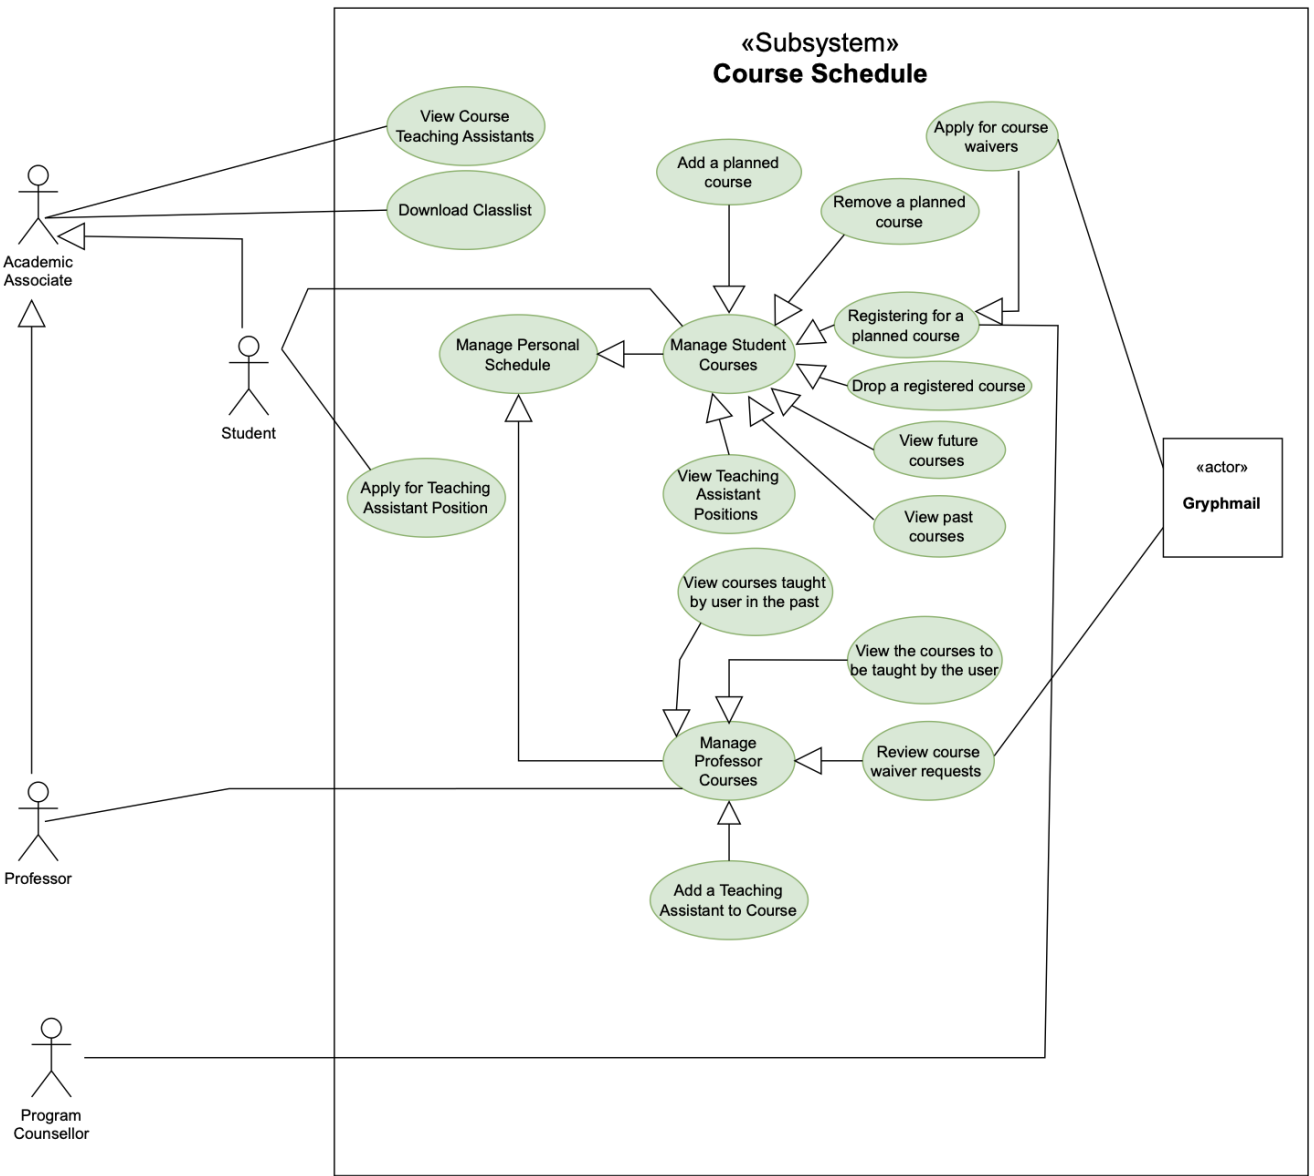 «Subsystem»
Course Schedule
View Course
Teaching Assistants
Download Classlist
Academic
Associate
Student
Add a planned
course
Remove a planned
course
Apply for course
waivers
Registering for a
planned course
Manage Personal
Schedule
Manage Student
Courses
Drop a registered course
View future
courses
View past
courses
Apply for Teaching
Assistant Position
View Teaching
Assistant
Positions
«actor»
Gryphmail
View courses taught
by user in the past
View the courses to
be taught by the user
Manage
Professor
Courses
Review course
waiver requests
Professor
Add a Teaching
Assistant to Course
Program
Counsellor